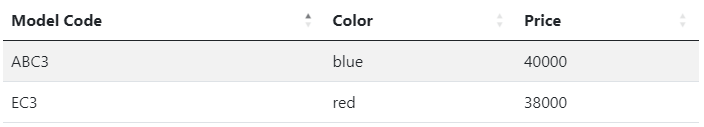 Model Code Color Price
ABC3 blue 40000
EC3 red 38000